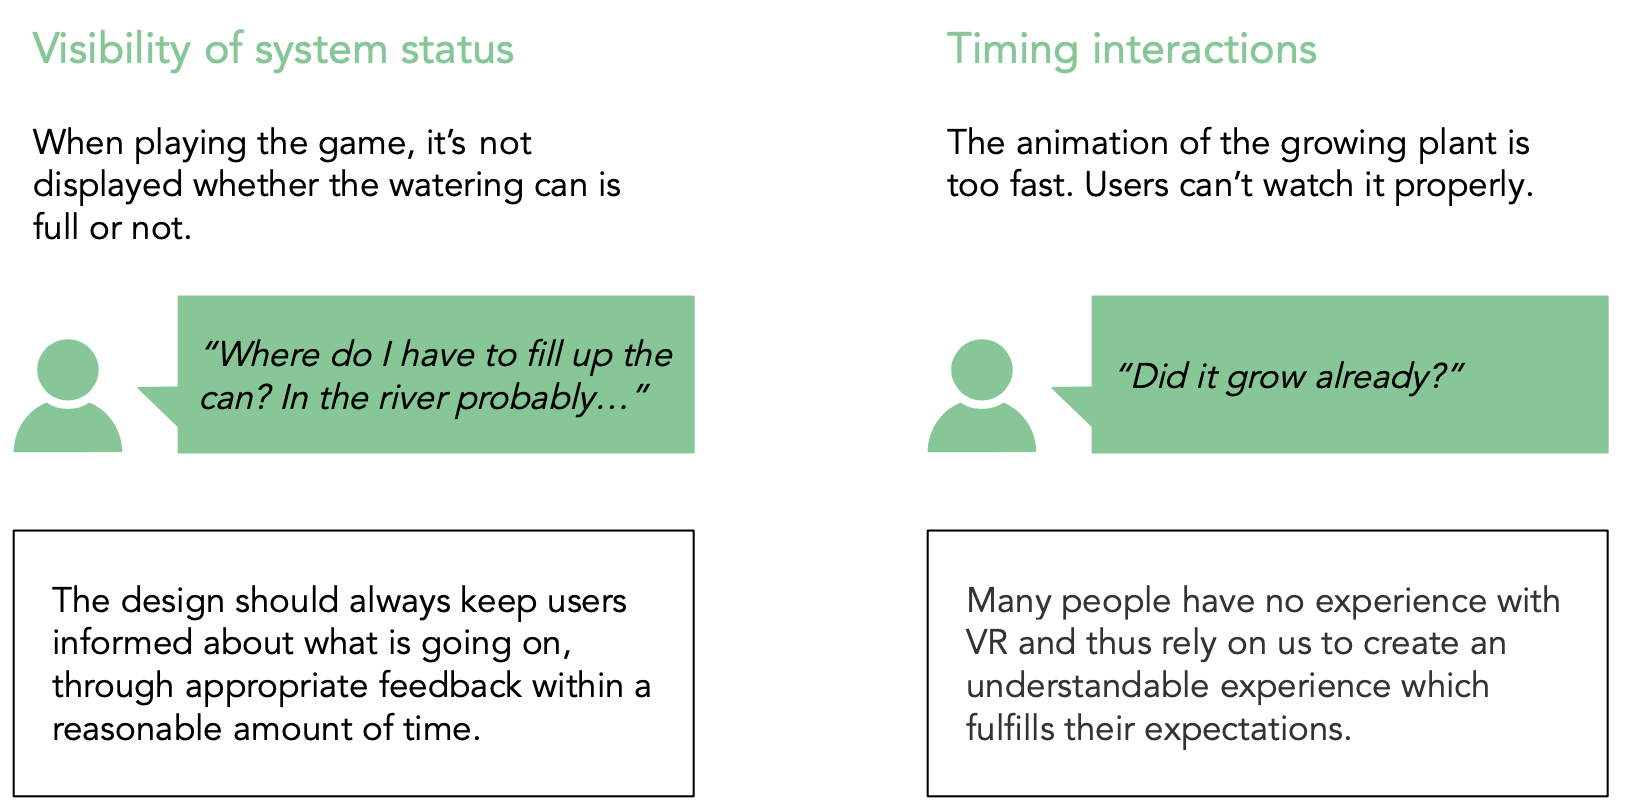 Visibility of system status
When playing the game, it’s not
displayed whether the watering can is
full or not.
“Where do I have to fill up the
can? In the river probably…”
The design should always keep users
informed about what is going on,
through appropriate feedback within a
reasonable amount of time.
Timing interactions
The animation of the growing plant is
too fast. Users can’t watch it properly.
“Did it grow already?”
Many people have no experience with
VR and thus rely on us to create an
understandable experience which
fulfills their expectations.